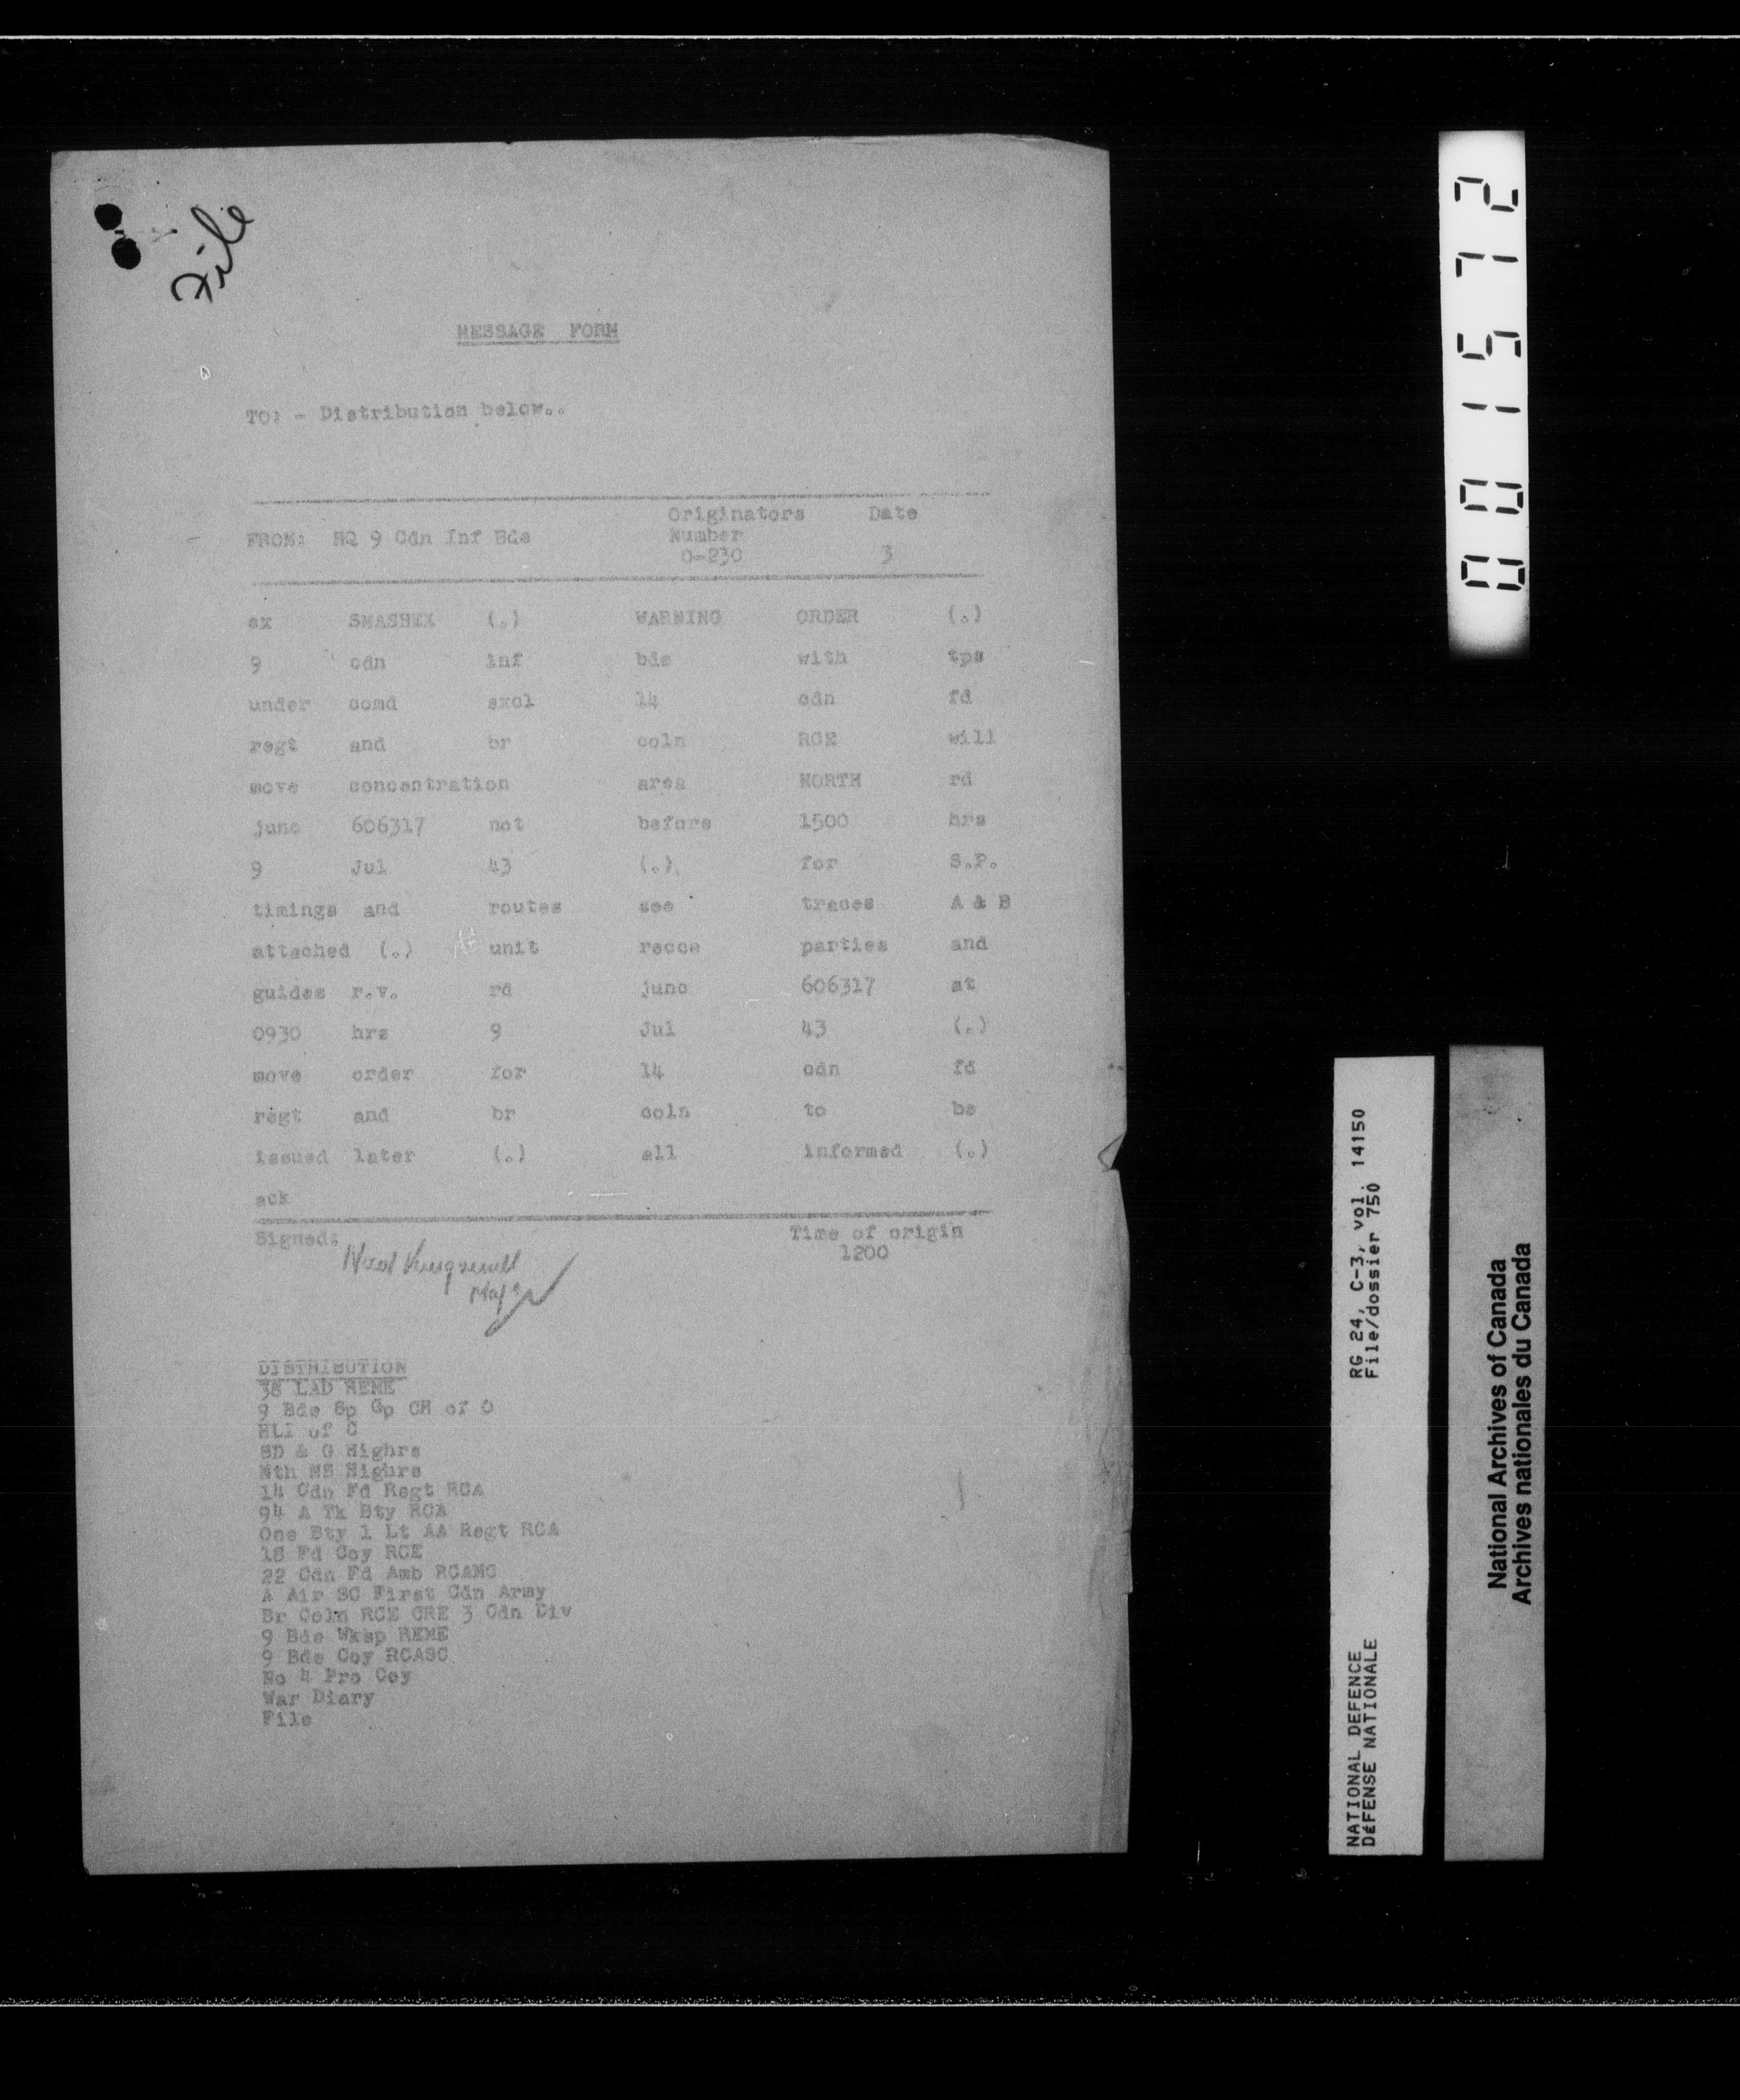 File
MESSAGE FORM
TO: - Distribution below..
Originators Date
FROM: HQ 9 Cdn Inf Bde Number
O-230 3
ex SMASHEX (.) WARNING ORDER (.)
9 cdn inf bde with tps
under comd excl 14 cdn fd
regt and br coln RCE will
move concentration area NORTH rd
junc 606317 not before 1500 hrs
9 Jul 43 (.) for S.P.
timings and routes see traces A & B
attached (.) unit recce parties and
guides r.v. rd junc 606317 at
0930 hrs 9 Jul 43 (.)
move order for 14 cdn fd
regt and br coln to be
issued later (.) all informed (.)
ack
Signed: Time of origin
1200
Major
DISTRIBUTION
38 LAD REME
9 Bde Sp Gp CH of O
HLI of C
SD & G Highrs
Nth NS Highrs
14 Cdn Fd Regt RCA
94 A Tk Bty RCA
One Bty 1 Lt AA Regt RCA
18 Fd Coy RCE
22 Cdn Fd Amb RCAMC
A Air SC First Cdn Army
Br Coln RCE CRE 3 Cdn Div
9 Bde Wksp REME
9 Bde Coy RCASC
No 4 Pro Coy
War Diary
File
0001572
RG 24, C-3, vol. 14150
File/dossier 750
NATIONAL DEFENCE
DÉFENSE NATIONALE
National Archives of Canada
Archives nationales du Canada